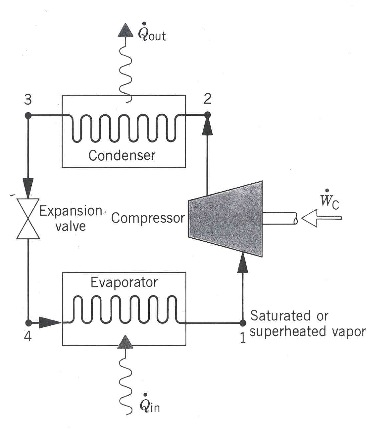 Q̇out
3
2
Condenser
Expansion
valve
Compressor
Ẇc
Evaporator
4
1
Saturated or
superheated vapor
Q̇in